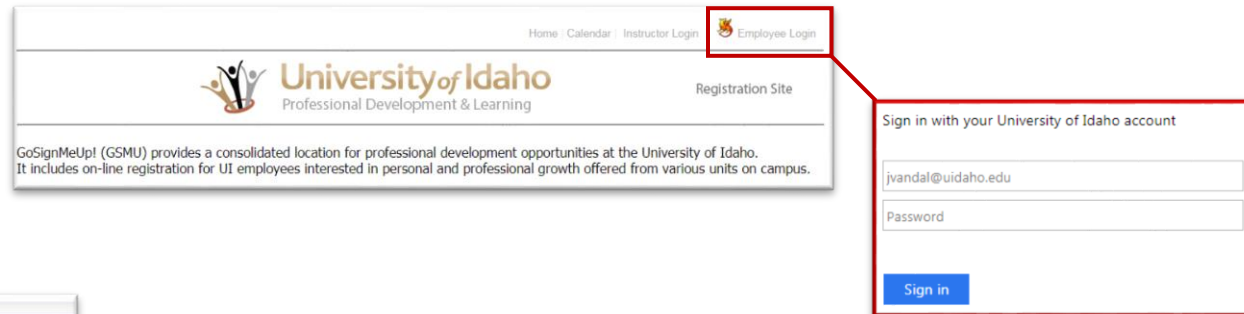 Home | Calendar | Instructor Login
Employee Login
University of Idaho
Professional Development & Learning
Registration Site
GoSignMeUp! (GSMU) provides a consolidated location for professional development opportunities at the University of Idaho.
It includes on-line registration for UI employees interested in personal and professional growth offered from various units on campus.
Sign in with your University of Idaho account
jvandal@uidaho.edu
Password
Sign in